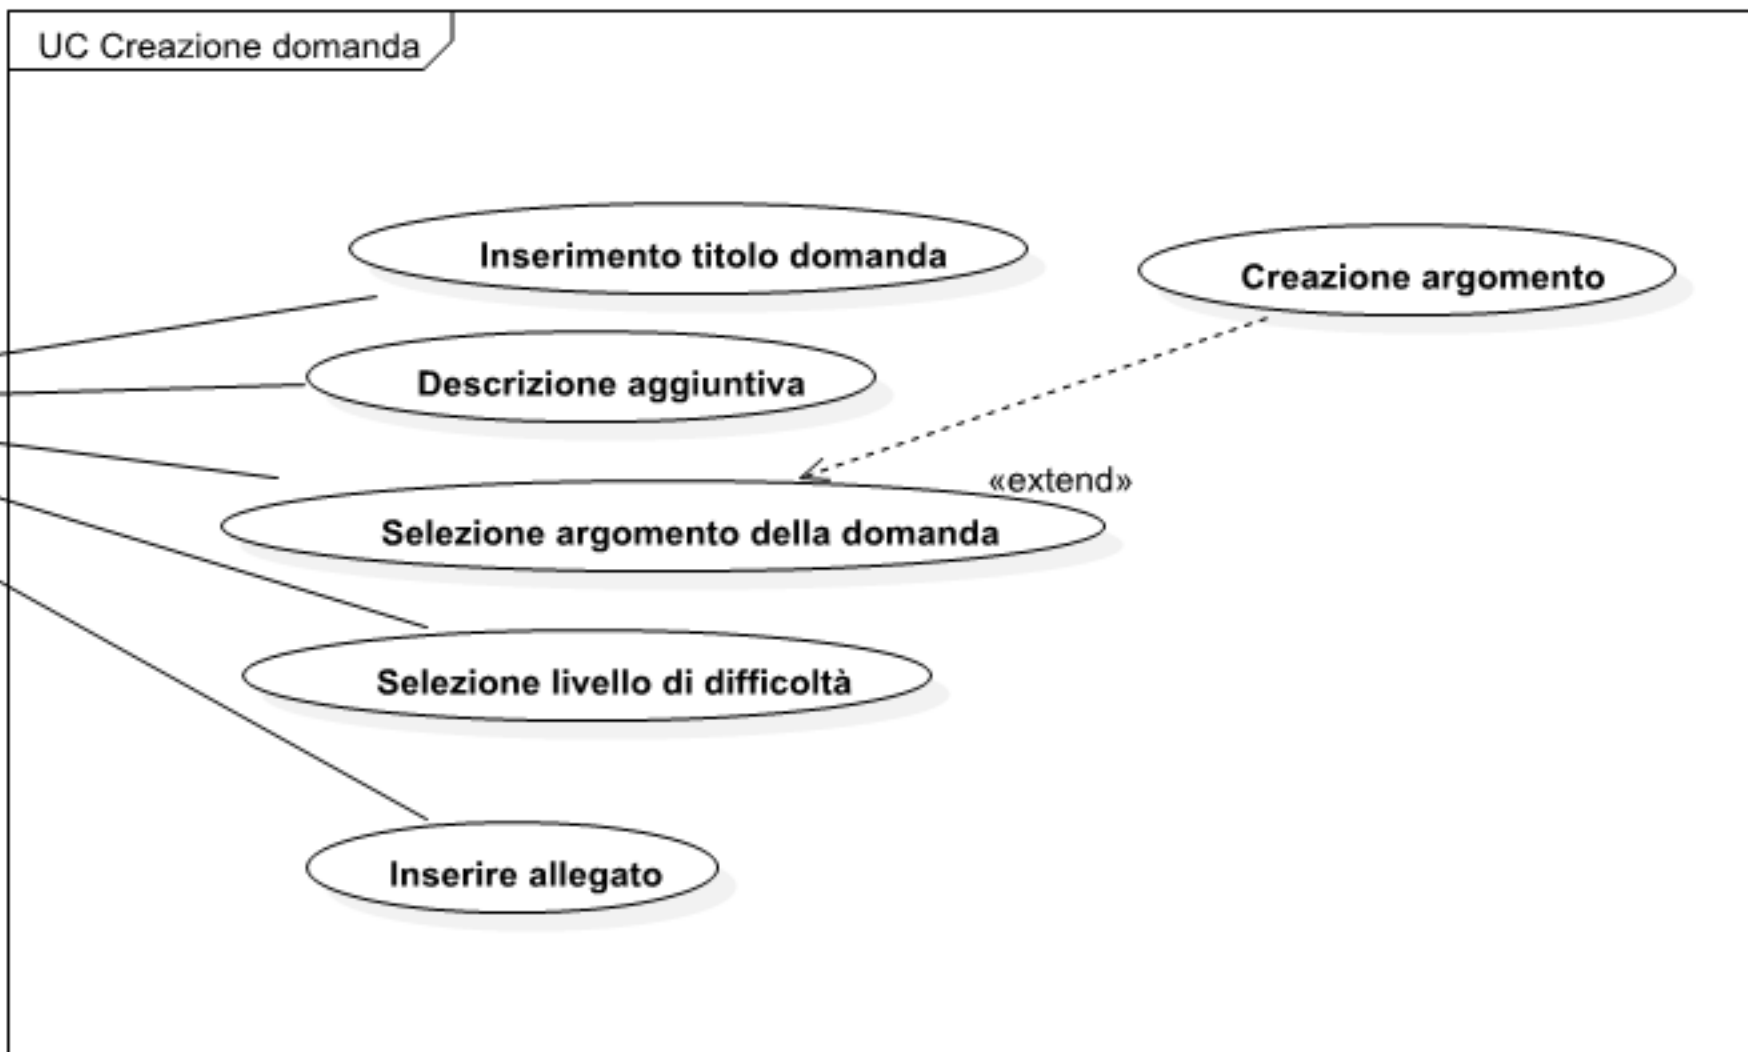 UC Creazione domanda
Inserimento titolo domanda
Creazione argomento
Descrizione aggiuntiva
«extend»
Selezione argomento della domanda
Selezione livello di difficoltà
Inserire allegato